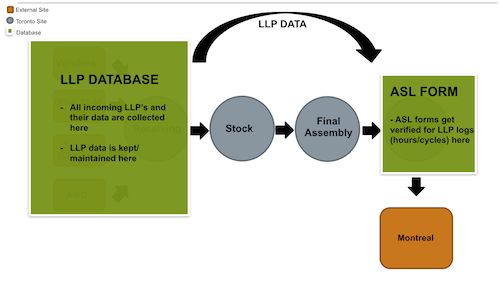 External Site
Toronto Site
Database
LLP DATA
LLP DATABASE
- All incoming LLP's and
their data are collected
here
- LLP data is kept/
maintained here
Stock
Final
Assembly
ASL FORM
- ASL forms get
verified for LLP logs
(hours/cycles) here
Montreal